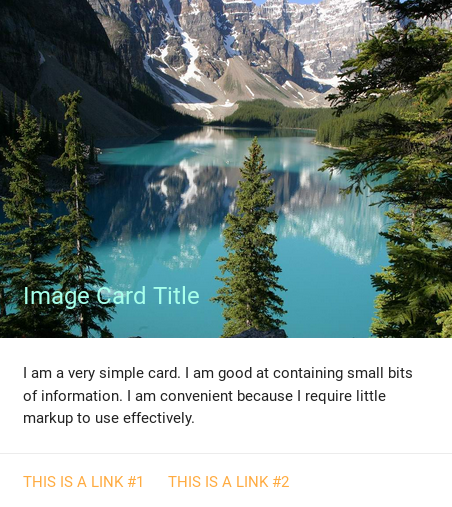 Image Card Title
I am a very simple card. I am good at containing small bits
of information. I am convenient because I require little
markup to use effectively.
THIS IS A LINK #1 THIS IS A LINK #2